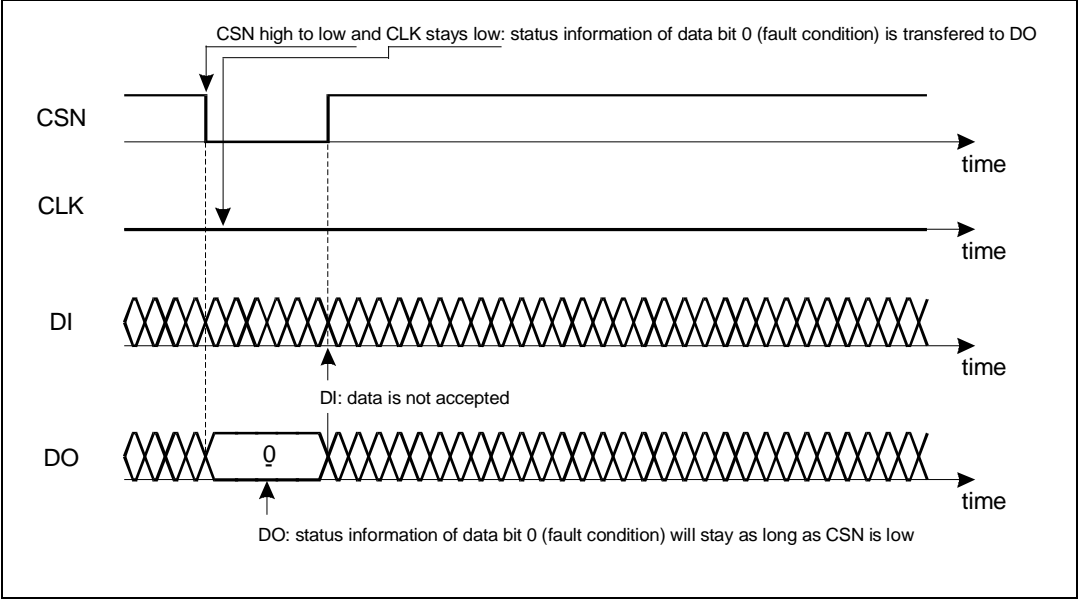 CSN high to low and CLK stays low: status information of data bit 0 (fault condition) is transfered to DO
CSN
time
CLK
time
DI
time
DI: data is not accepted
DO
0
time
DO: status information of data bit 0 (fault condition) will stay as long as CSN is low